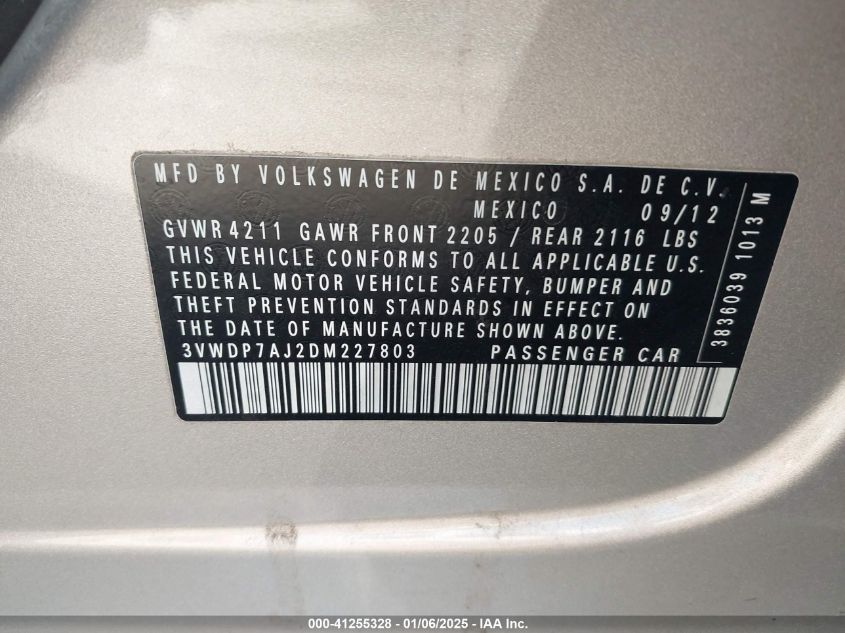 MFD BY VOLKSWAGEN DE MEXICO S.A. DE C.V.
MEXICO 09/12
GVWR 4211 GAWR FRONT 2205 / REAR 2116 LBS
THIS VEHICLE CONFORMS TO ALL APPLICABLE U.S.
FEDERAL MOTOR VEHICLE SAFETY, BUMPER AND
THEFT PREVENTION STANDARDS IN EFFECT ON
THE DATE OF MANUFACTURE SHOWN ABOVE.
3VWDP7AJ2DM227803 PASSENGER CAR
3836039 1013 M
000-41255328 - 01/06/2025 - IAA Inc.